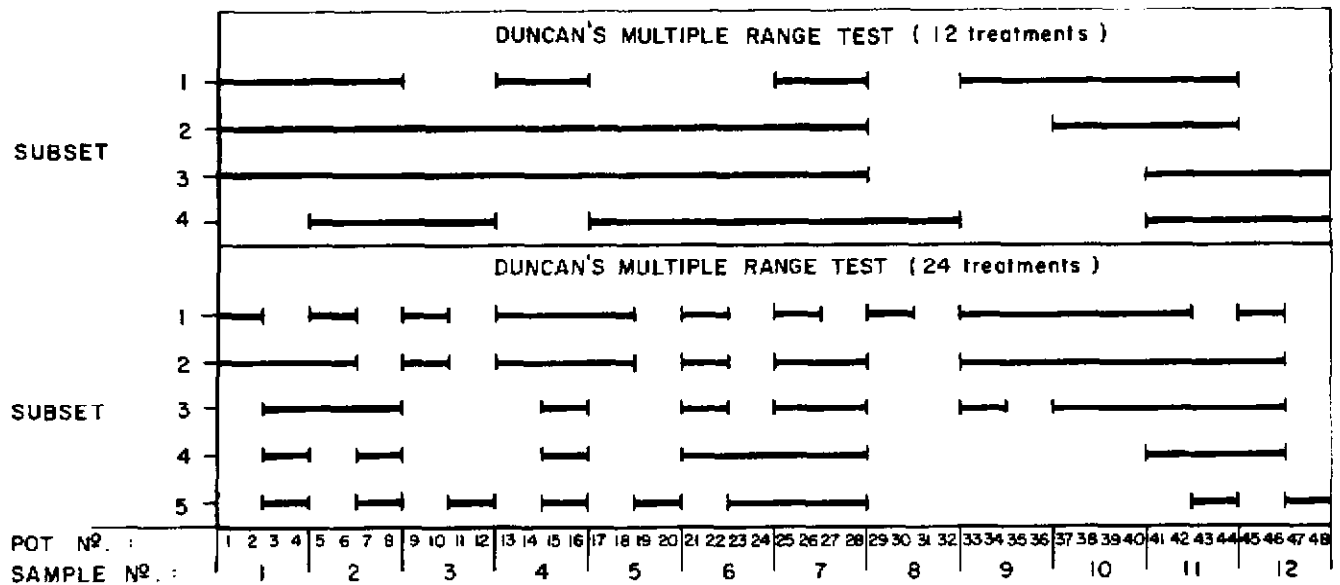 DUNCAN'S MULTIPLE RANGE TEST ( 12 treatments )
1
2
SUBSET
3
4
DUNCAN'S MULTIPLE RANGE TEST ( 24 treatments )
1
2
SUBSET
3
4
5
POT Nº. : 1 2 3 4 5 6 7 8 9 10 11 12 13 14 15 16 17 18 19 20 21 22 23 24 25 26 27 28 29 30 31 32 33 34 35 36 37 38 39 40 41 42 43 44 45 46 47 48
SAMPLE Nº. : 1 2 3 4 5 6 7 8 9 10 11 12